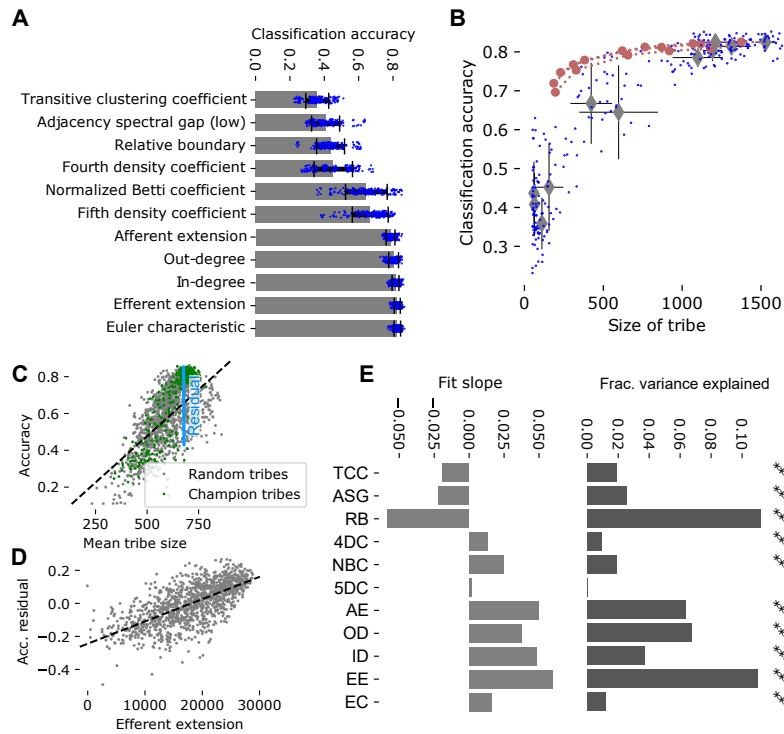 A
Classification accuracy
0.0
0.2
0.4
0.6
0.8
Transitive clustering coefficient
Adjacency spectral gap (low)
Relative boundary
Fourth density coefficient
Normalized Betti coefficient
Fifth density coefficient
Afferent extension
Out-degree
In-degree
Efferent extension
Euler characteristic
B
Classification accuracy
0.8
0.7
0.6
0.5
0.4
0.3
0
500
1000
1500
Size of tribe
C
Accuracy
0.8
0.6
0.4
0.2
Residual
Random tribes
Champion tribes
250
500
750
Mean tribe size
D
Acc. residual
0.2
0.0
−0.2
−0.4
0
10000
20000
30000
Efferent extension
E
Fit slope
−0.050
−0.025
0.000
0.025
0.050
Frac. variance explained
0.00
0.02
0.04
0.06
0.08
0.10
TCC **
ASG **
RB **
4DC **
NBC **
5DC
AE **
OD **
ID **
EE **
EC **